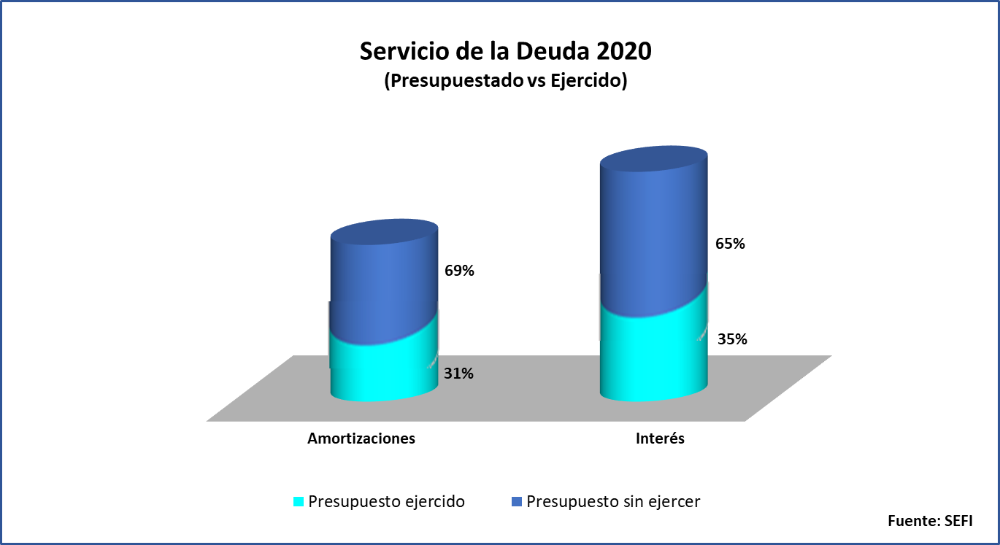 Servicio de la Deuda 2020
(Presupuestado vs Ejercido)
69%
31%
65%
35%
Amortizaciones
Interés
Presupuesto ejercido
Presupuesto sin ejercer
Fuente: SEFI